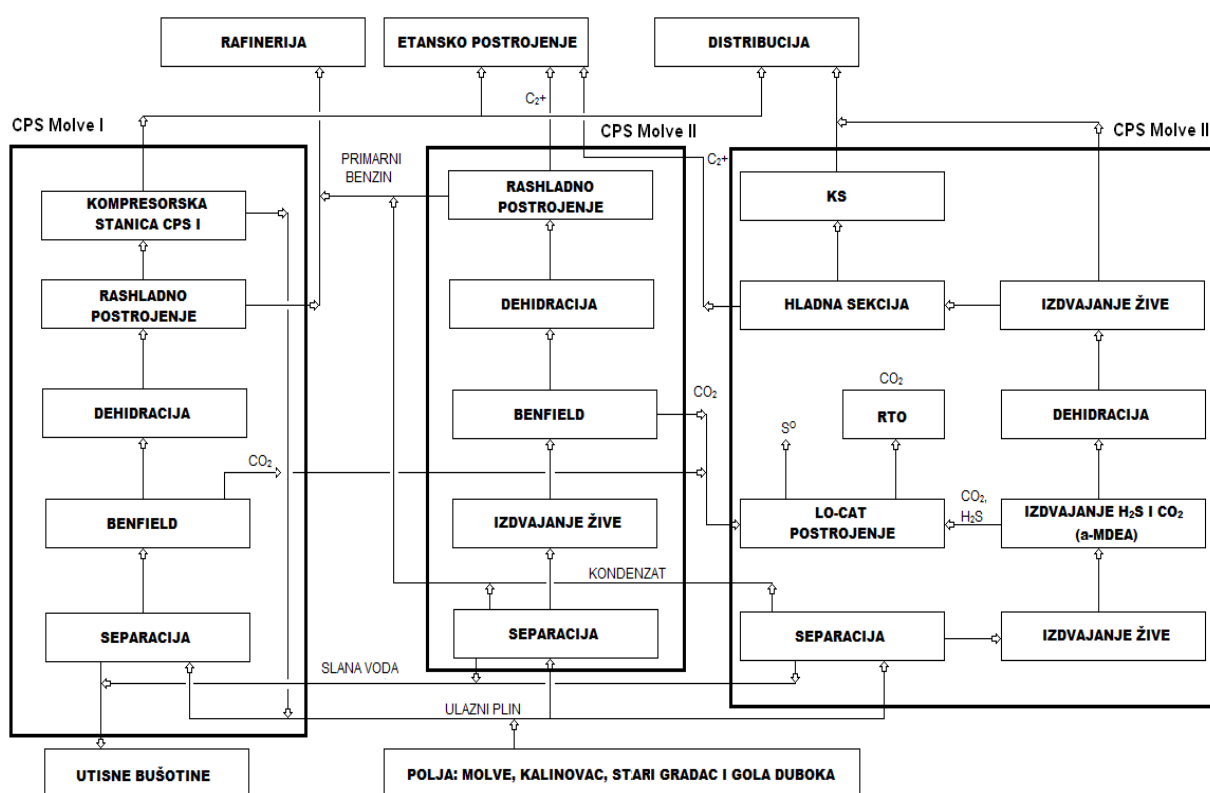 RAFINERIJA
ETANSKO POSTROJENJE
DISTRIBUCIJA
C₂+
CPS Molve I
CPS Molve II
CPS Molve II
PRIMARNI
BENZIN
C₂+
KOMPRESORSKA
STANICA CPS I
RASHLADNO
POSTROJENJE
KS
RASHLADNO
POSTROJENJE
DEHIDRACIJA
HLADNA SEKCIJA
IZDVAJANJE ŽIVE
DEHIDRACIJA
BENFIELD
CO₂
CO₂
RTO
DEHIDRACIJA
S⁰
CO₂
BENFIELD
IZDVAJANJE ŽIVE
LO-CAT
POSTROJENJE
CO₂,
H₂S
IZDVAJANJE H₂S I CO₂
(a-MDEA)
KONDENZAT
SEPARACIJA
SEPARACIJA
SEPARACIJA
IZDVAJANJE ŽIVE
SLANA VODA
ULAZNI PLIN
UTISNE BUŠOTINE
POLJA: MOLVE, KALINOVAC, STARI GRADAC I GOLA DUBOKA